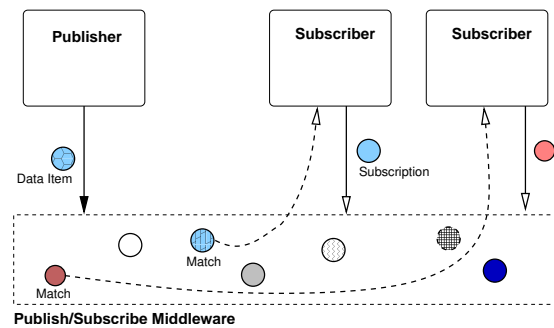 Publisher
Subscriber
Subscriber
Data Item
Subscription
Match
Match
Publish/Subscribe Middleware